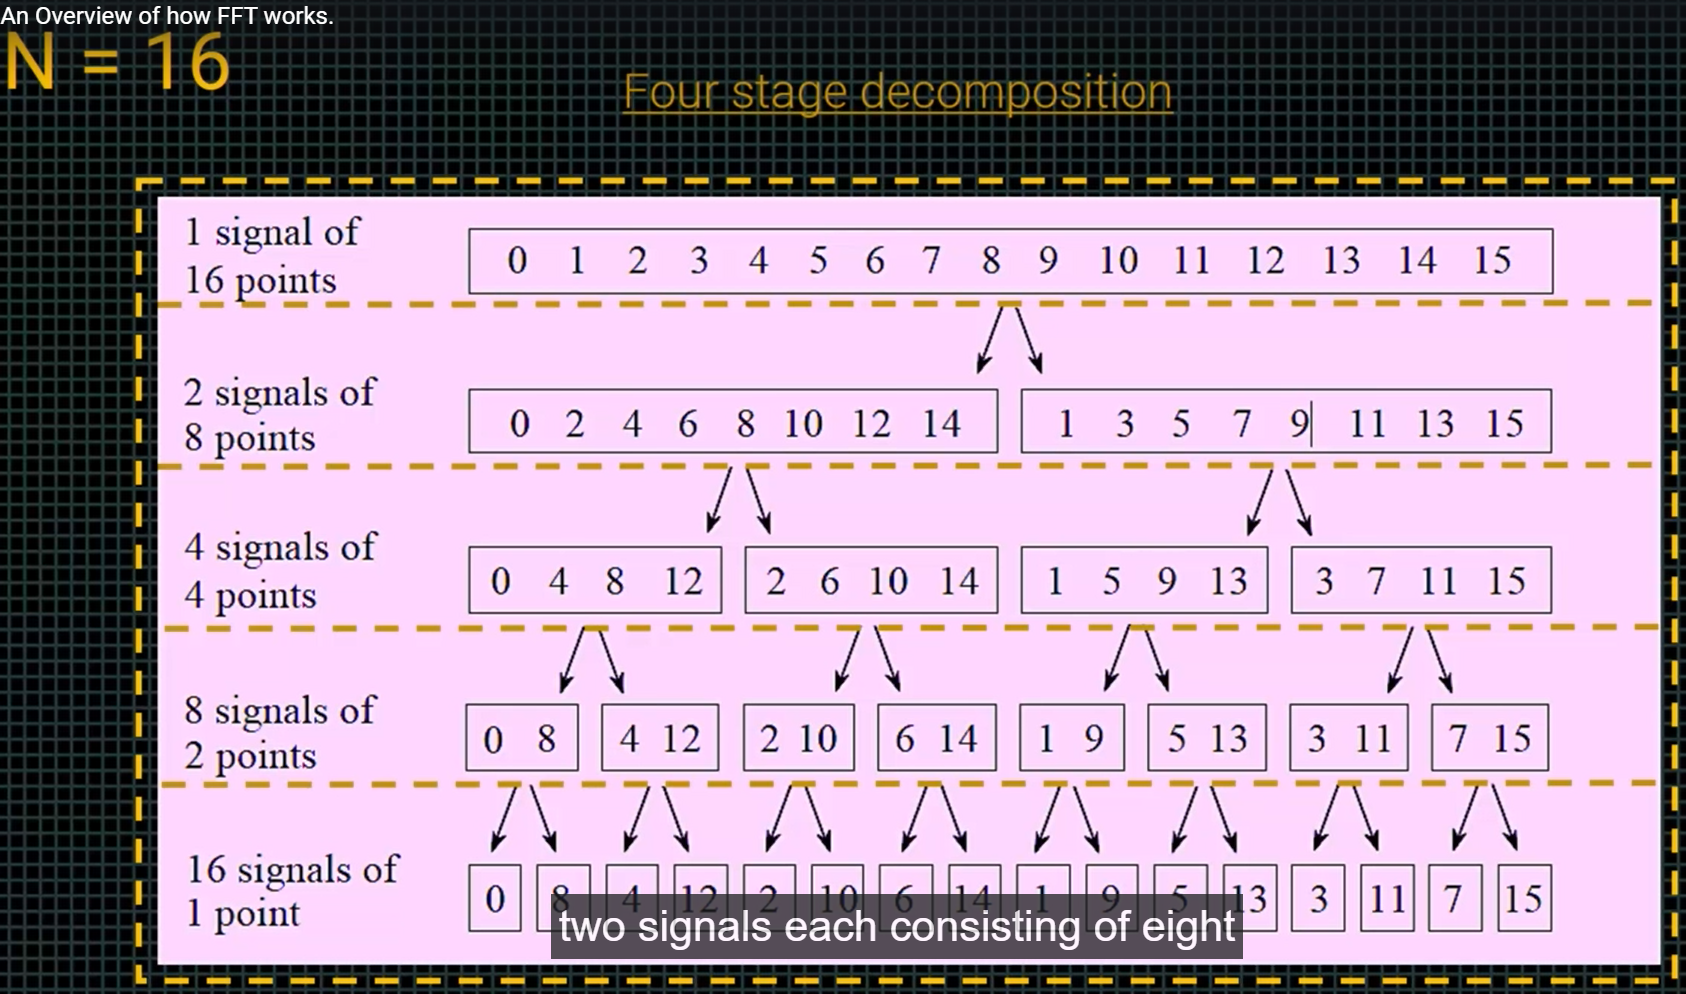 An Overview of how FFT works.
N = 16
Four stage decomposition
1 signal of
16 points
0 1 2 3 4 5 6 7 8 9 10 11 12 13 14 15
2 signals of
8 points
0 2 4 6 8 10 12 14
1 3 5 7 9 11 13 15
4 signals of
4 points
0 4 8 12
2 6 10 14
1 5 9 13
3 7 11 15
8 signals of
2 points
0 8
4 12
2 10
6 14
1 9
5 13
3 11
7 15
16 signals of
1 point
0 8 4 12 2 10 6 14 1 9 5 13 3 11 7 15
two signals each consisting of eight